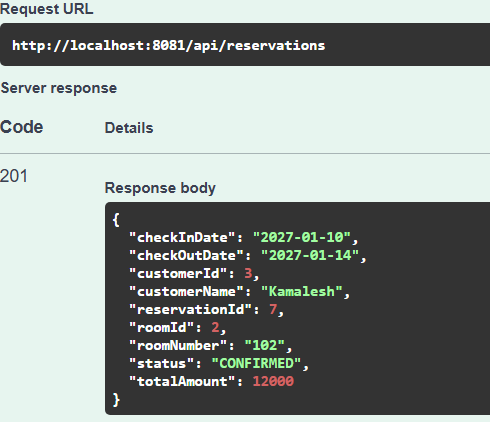 Request URL
http://localhost:8081/api/reservations
Server response
Code Details
201
Response body
{
  "checkInDate": "2027-01-10",
  "checkOutDate": "2027-01-14",
  "customerId": 3,
  "customerName": "Kamalesh",
  "reservationId": 7,
  "roomId": 2,
  "roomNumber": "102",
  "status": "CONFIRMED",
  "totalAmount": 12000
}